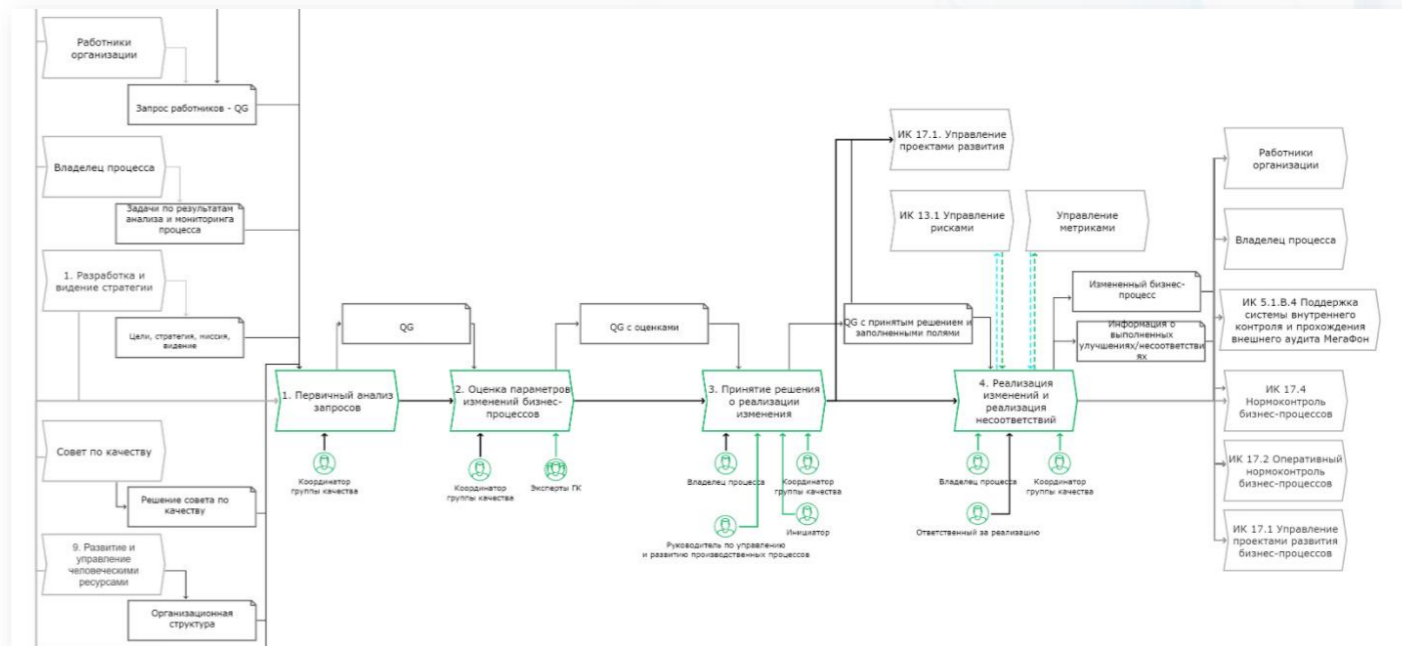 Работники
организации
Запрос работников - QG
Владелец процесса
Задачи по результатам
анализа и мониторинга
процесса
1. Разработка и
видение стратегии
Цели, стратегия, миссия,
видение
Совет по качеству
Решение совета по
качеству
9. Развитие и
управление
человеческими
ресурсами
Организационная
структура
QG
1. Первичный анализ
запросов
Координатор
группы качества
QG с оценками
2. Оценка параметров
изменений бизнес-
процессов
Координатор
группы качества
Эксперты ГК
3. Принятие решения
о реализации
изменения
Владелец процесса
Координатор
группы качества
Руководитель по управлению
и развитию производственных процессов
Инициатор
ИК 17.1. Управление
проектами развития
ИК 13.1 Управление
рисками
Управление
метриками
QG с принятым решением и
заполненными полями
4. Реализация
изменений и
реализация
несоответствий
Владелец процесса
Координатор
группы качества
Ответственный за реализацию
Измененный бизнес-
процесс
Информация о
выполненных
улучшениях/несоответстви
ях
Работники
организации
Владелец процесса
ИК 5.1.В.4 Поддержка
системы внутреннего
контроля и прохождения
внешнего аудита МегаФон
ИК 17.4
Нормоконтроль
бизнес-процессов
ИК 17.2 Оперативный
нормоконтроль
бизнес-процессов
ИК 17.1 Управление
проектами развития
бизнес-процессов